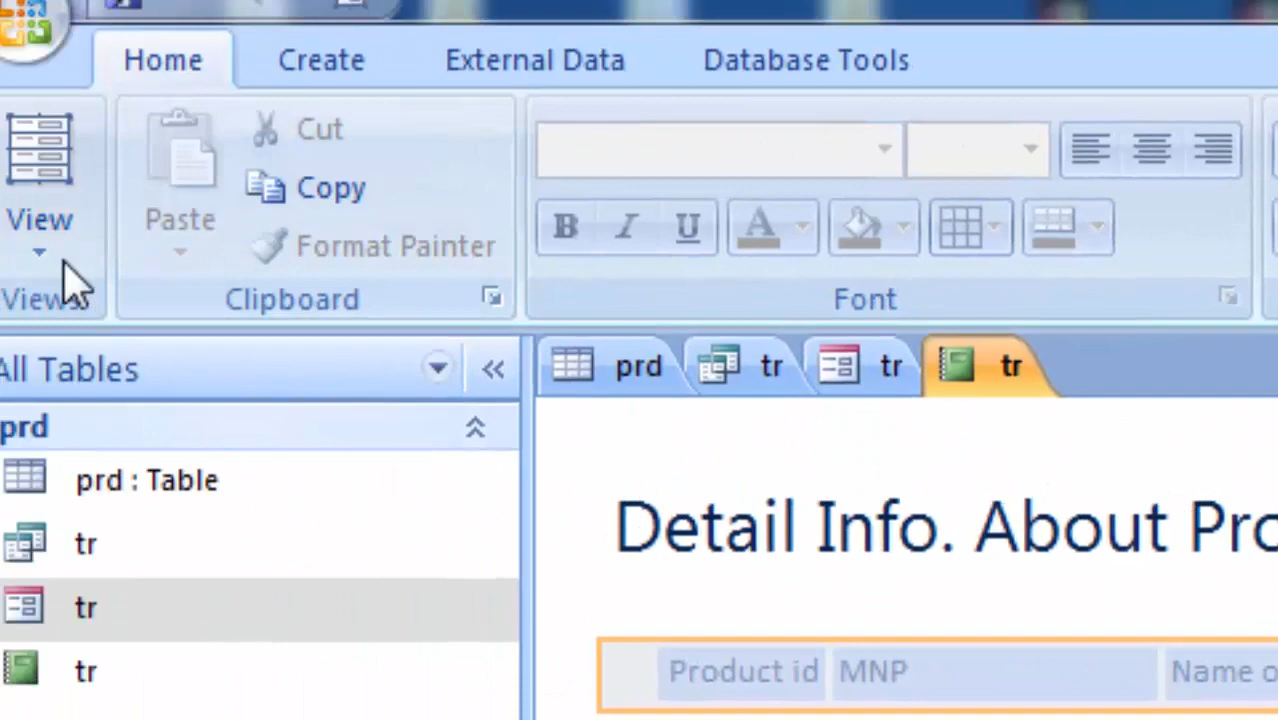 Home Create External Data Database Tools
View
Paste
Cut
Copy
Format Painter
B I U A
Views Clipboard Font
All Tables
prd tr tr tr
prd
prd : Table
tr
tr
tr
Detail Info. About
Product id MNP Name